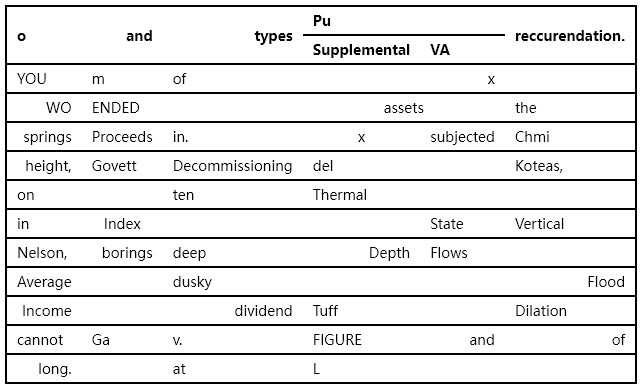 o and types Pu reccurendation.
Supplemental VA
YOU m of x
WO ENDED assets the
springs Proceeds in. x subjected Chmi
height, Govett Decommissioning del Koteas,
on ten Thermal
in Index State Vertical
Nelson, borings deep Depth Flows
Average dusky Flood
Income dividend Tuff Dilation
cannot Ga v. FIGURE and of
long. at L